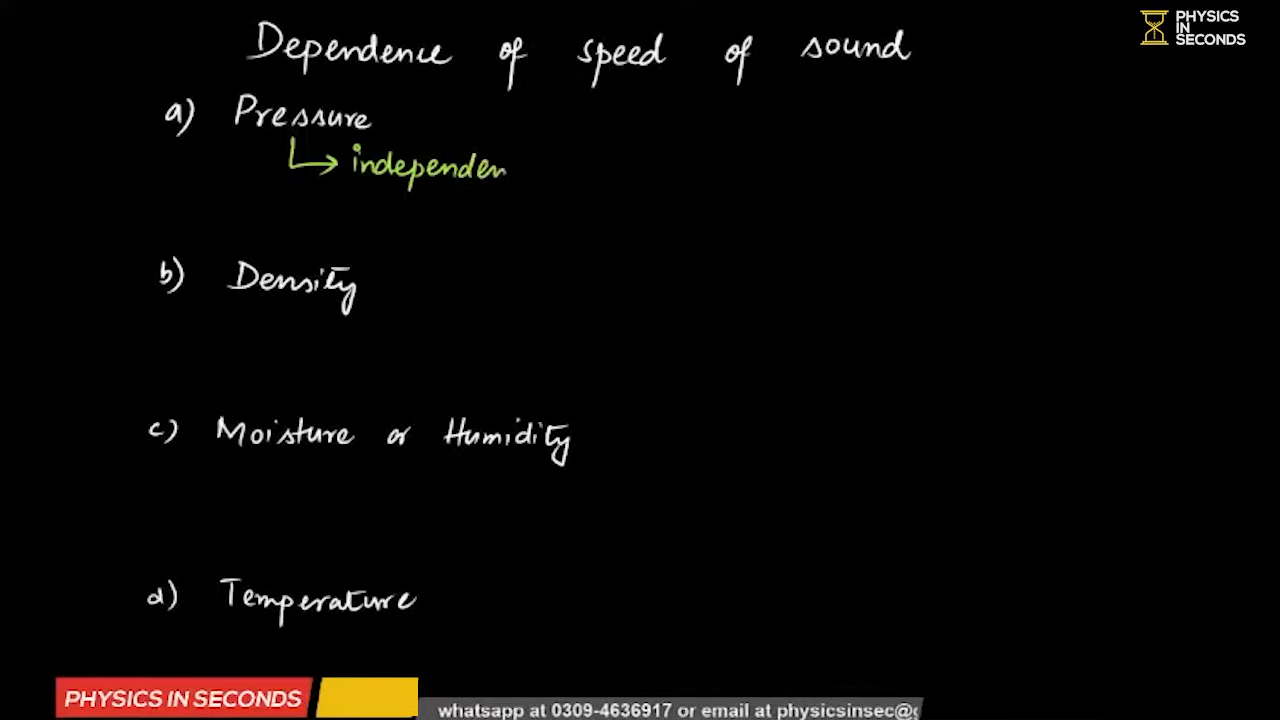 PHYSICS
IN
SECONDS
Dependence of speed of sound
a) Pressure
independen
b) Density
c) Moisture or Humidity
d) Temperature
PHYSICS IN SECONDS
whatsapp at 0309-4636917 or email at physicsinsec@g